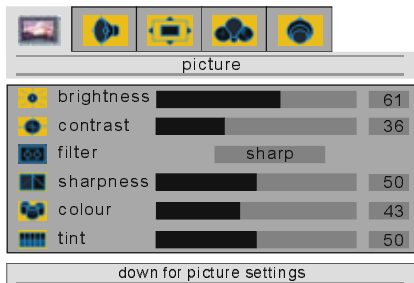 picture
brightness 61
contrast 36
filter sharp
sharpness 50
colour 43
tint 50
down for picture settings